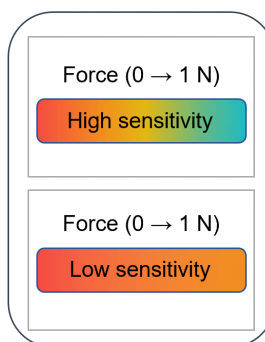 Force (0 → 1 N)
High sensitivity
Force (0 → 1 N)
Low sensitivity